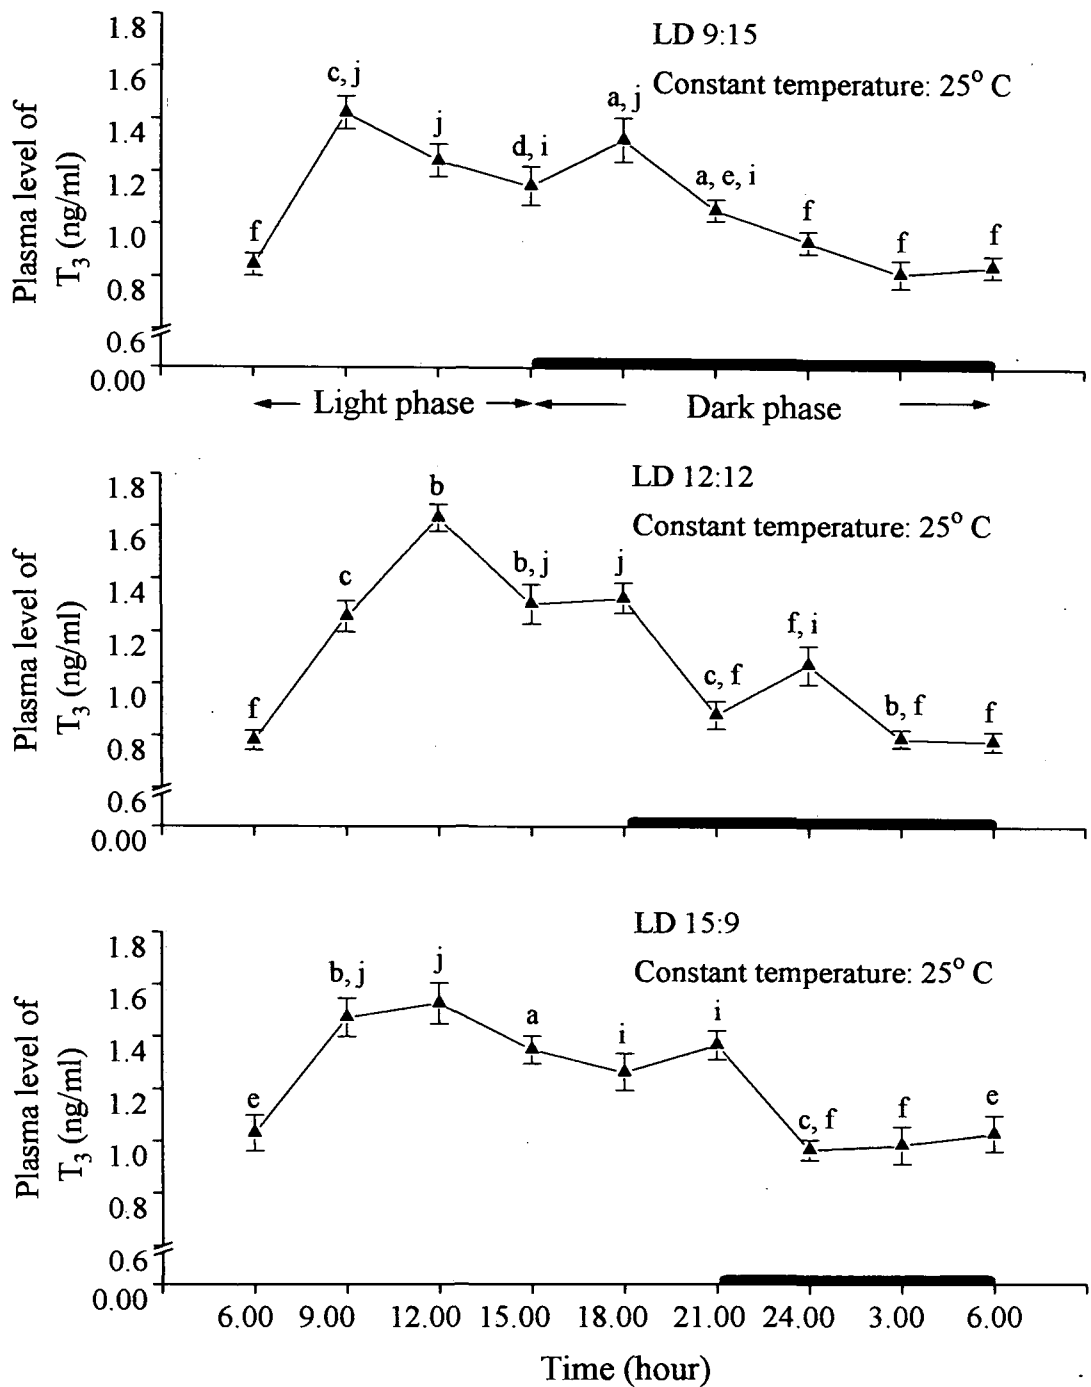 LD 9:15
Constant temperature: 25° C
Plasma level of
T₃ (ng/ml)
1.8
1.6
1.4
1.2
1.0
0.8
0.6
0.00
f
c, j
j
d, i
a, j
a, e, i
f
f
f
Light phase
Dark phase
LD 12:12
Constant temperature: 25° C
Plasma level of
T₃ (ng/ml)
1.8
1.6
1.4
1.2
1.0
0.8
0.6
0.00
f
c
b
b, j
j
c, f
f, i
b, f
f
LD 15:9
Constant temperature: 25° C
Plasma level of
T₃ (ng/ml)
1.8
1.6
1.4
1.2
1.0
0.8
0.6
0.00
e
b, j
j
a
i
i
c, f
f
e
6.00 9.00 12.00 15.00 18.00 21.00 24.00 3.00 6.00
Time (hour)